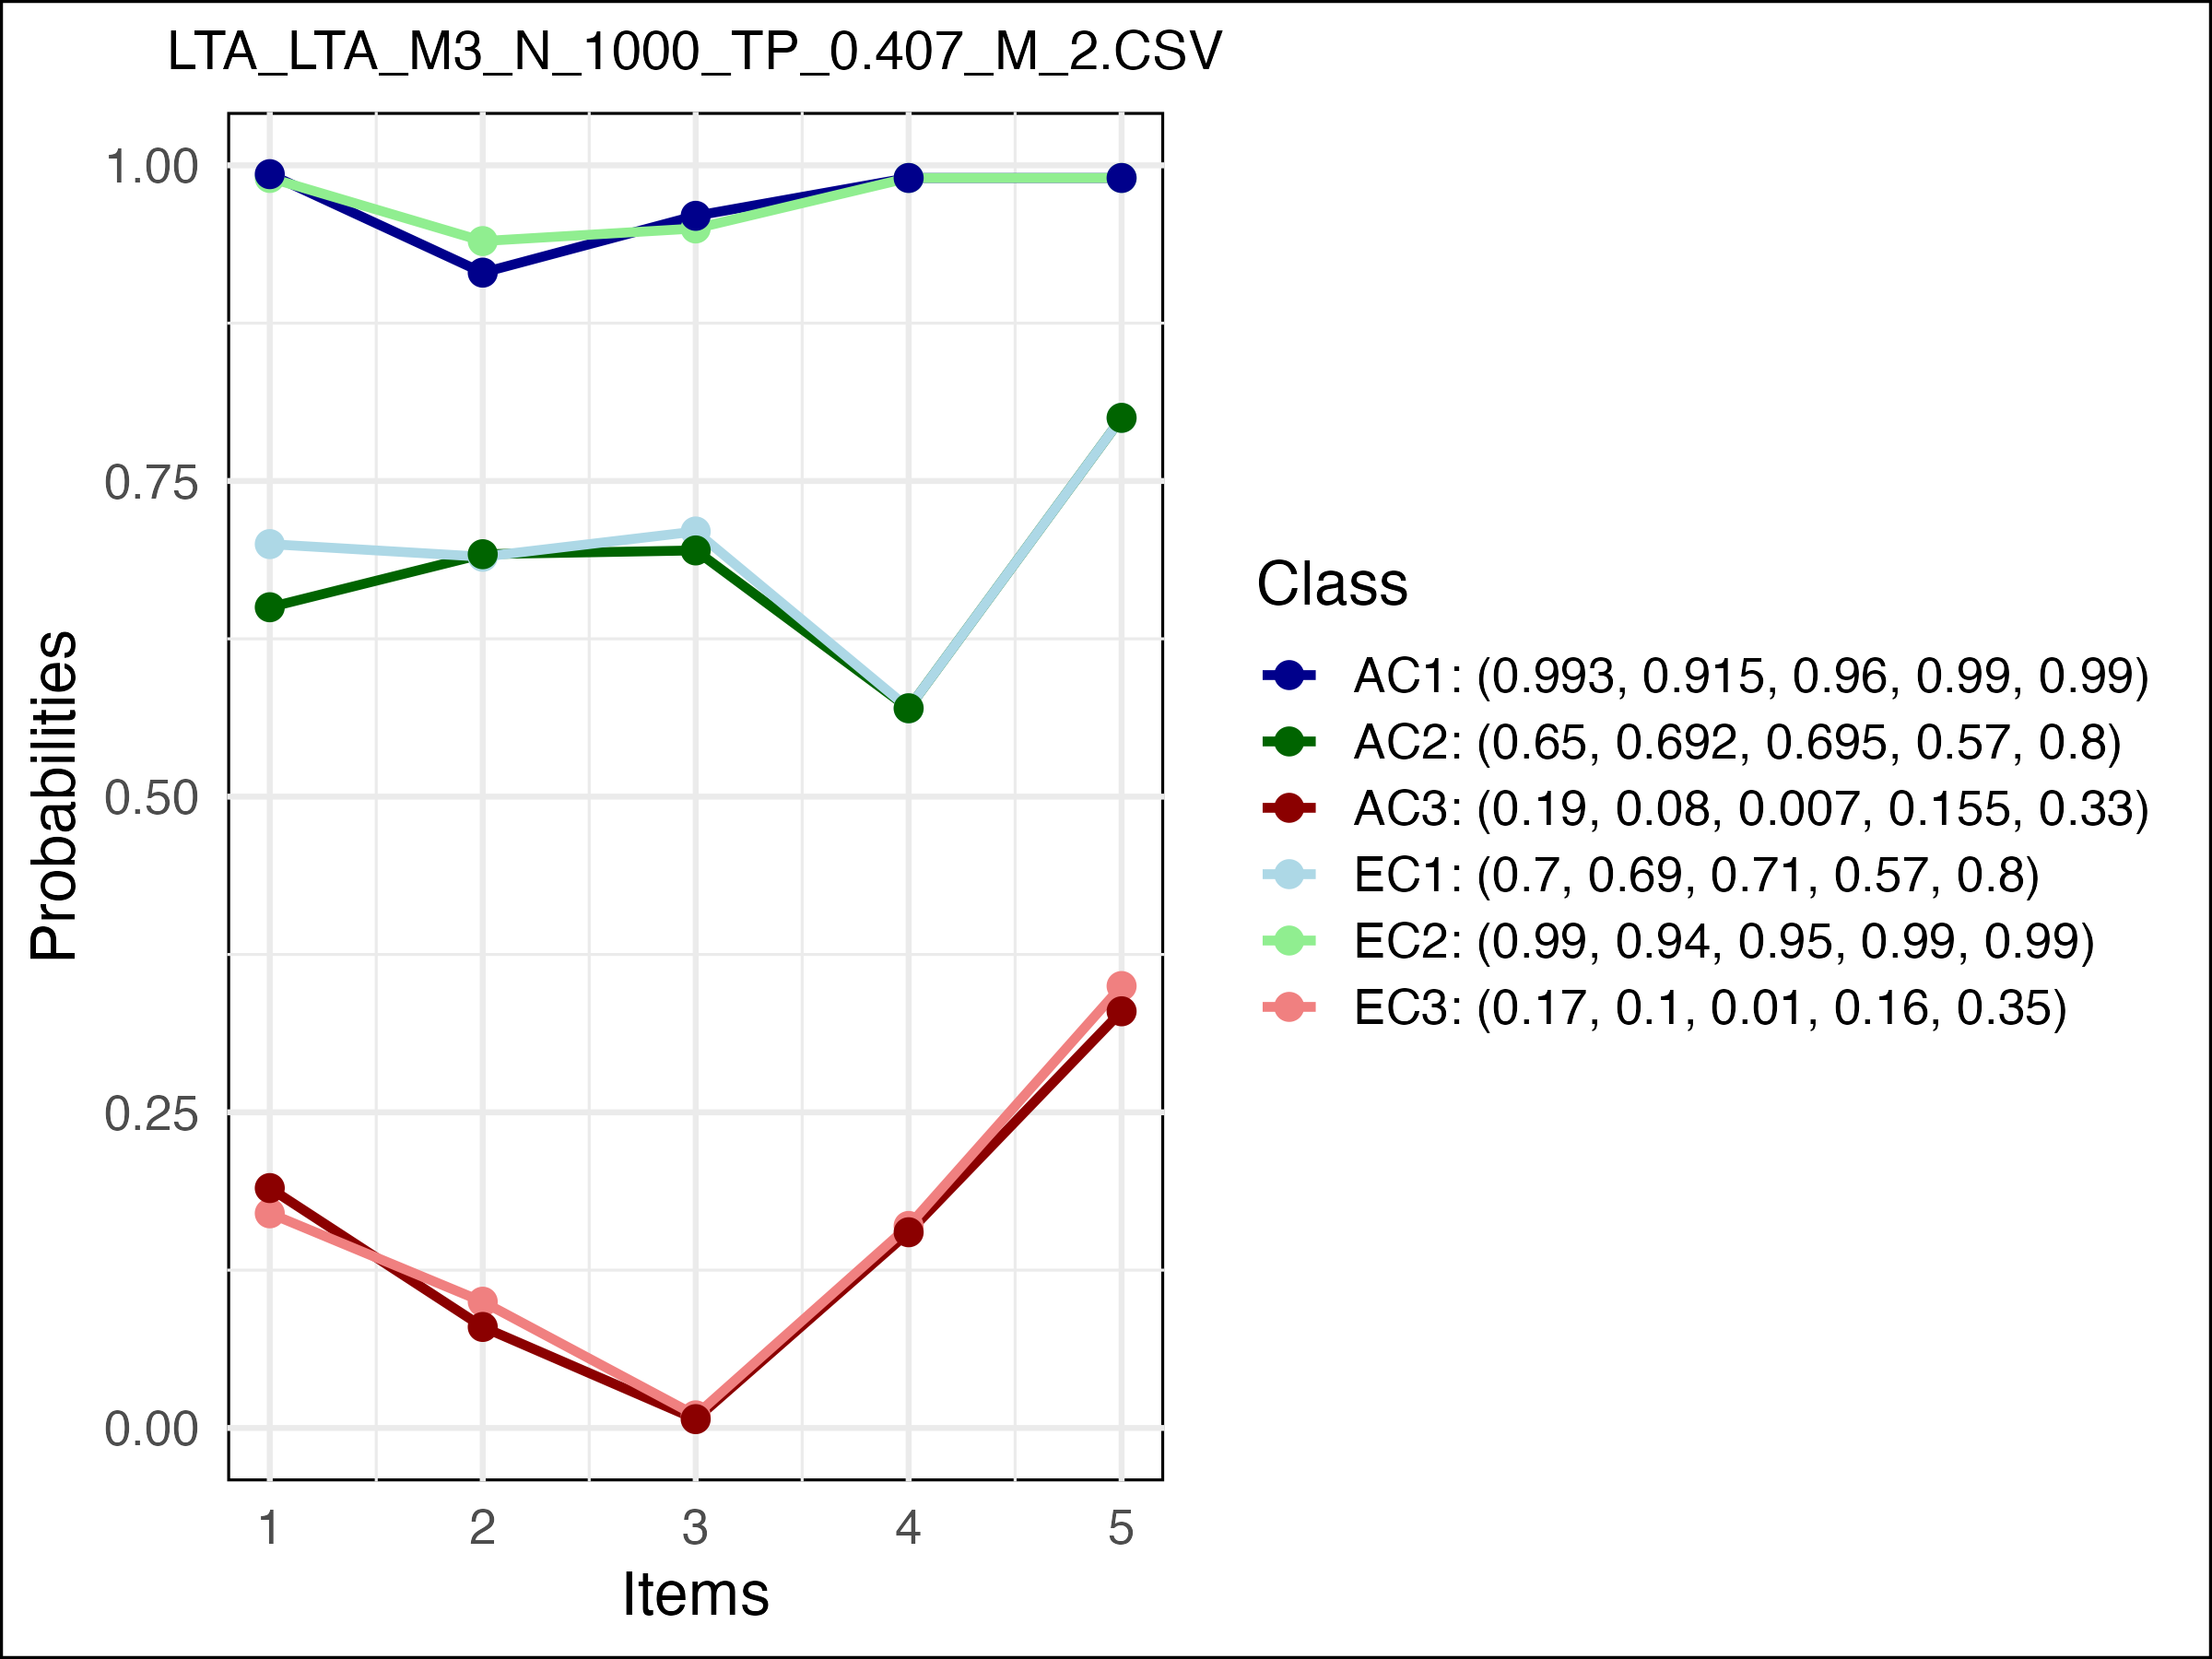 LTA_LTA_M3_N_1000_TP_0.407_M_2.CSV
1.00
0.75
0.50
0.25
0.00
Probabilities
1 2 3 4 5
Items
Class
AC1: (0.993, 0.915, 0.96, 0.99, 0.99)
AC2: (0.65, 0.692, 0.695, 0.57, 0.8)
AC3: (0.19, 0.08, 0.007, 0.155, 0.33)
EC1: (0.7, 0.69, 0.71, 0.57, 0.8)
EC2: (0.99, 0.94, 0.95, 0.99, 0.99)
EC3: (0.17, 0.1, 0.01, 0.16, 0.35)